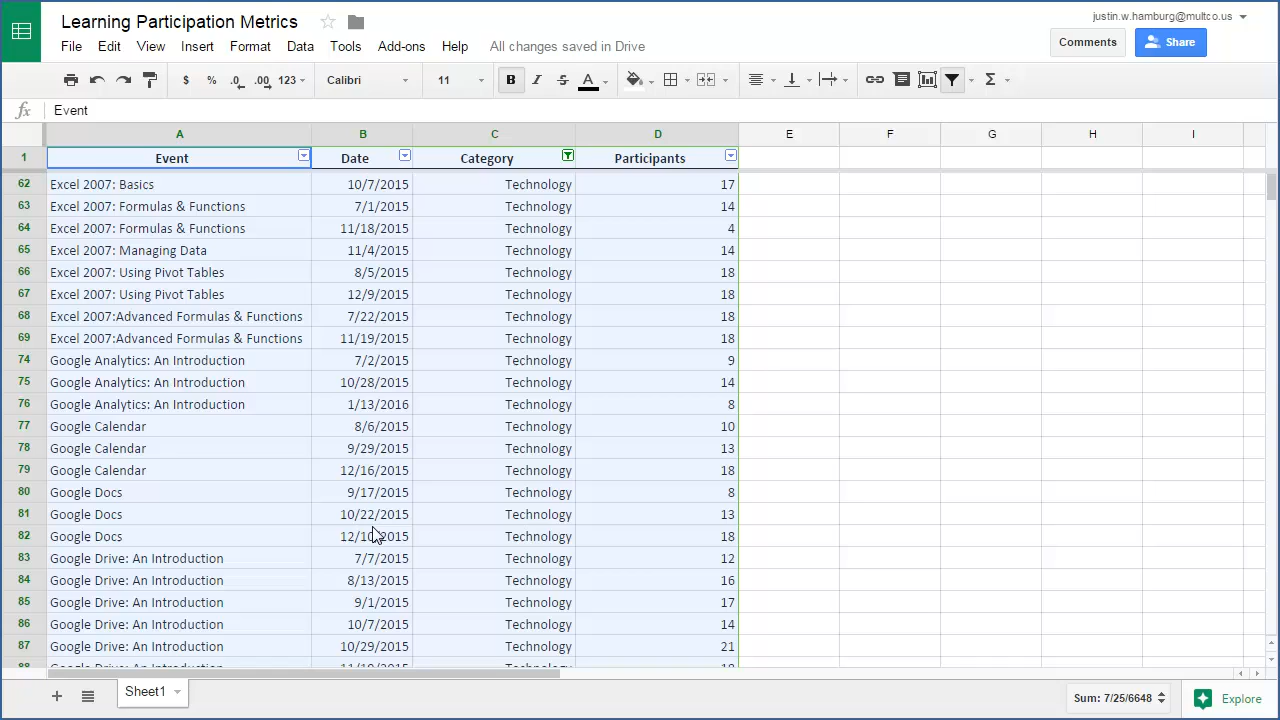 Learning Participation Metrics
justin.w.hamburg@multco.us
File Edit View Insert Format Data Tools Add-ons Help All changes saved in Drive
Comments Share
$ % .0 .00 123 Calibri 11 B I S A Σ
fx Event
A B C D E F G H I
1 Event Date Category Participants
62 Excel 2007: Basics 10/7/2015 Technology 17
63 Excel 2007: Formulas & Functions 7/1/2015 Technology 14
64 Excel 2007: Formulas & Functions 11/18/2015 Technology 4
65 Excel 2007: Managing Data 11/4/2015 Technology 14
66 Excel 2007: Using Pivot Tables 8/5/2015 Technology 18
67 Excel 2007: Using Pivot Tables 12/9/2015 Technology 18
68 Excel 2007:Advanced Formulas & Functions 7/22/2015 Technology 18
69 Excel 2007:Advanced Formulas & Functions 11/19/2015 Technology 18
74 Google Analytics: An Introduction 7/2/2015 Technology 9
75 Google Analytics: An Introduction 10/28/2015 Technology 14
76 Google Analytics: An Introduction 1/13/2016 Technology 8
77 Google Calendar 8/6/2015 Technology 10
78 Google Calendar 9/29/2015 Technology 13
79 Google Calendar 12/16/2015 Technology 18
80 Google Docs 9/17/2015 Technology 8
81 Google Docs 10/22/2015 Technology 13
82 Google Docs 12/10/2015 Technology 18
83 Google Drive: An Introduction 7/7/2015 Technology 12
84 Google Drive: An Introduction 8/13/2015 Technology 16
85 Google Drive: An Introduction 9/1/2015 Technology 17
86 Google Drive: An Introduction 10/7/2015 Technology 14
87 Google Drive: An Introduction 10/29/2015 Technology 21
88 Google Drive: An Introduction Technology
Sheet1 Sum: 7/25/6648 Explore